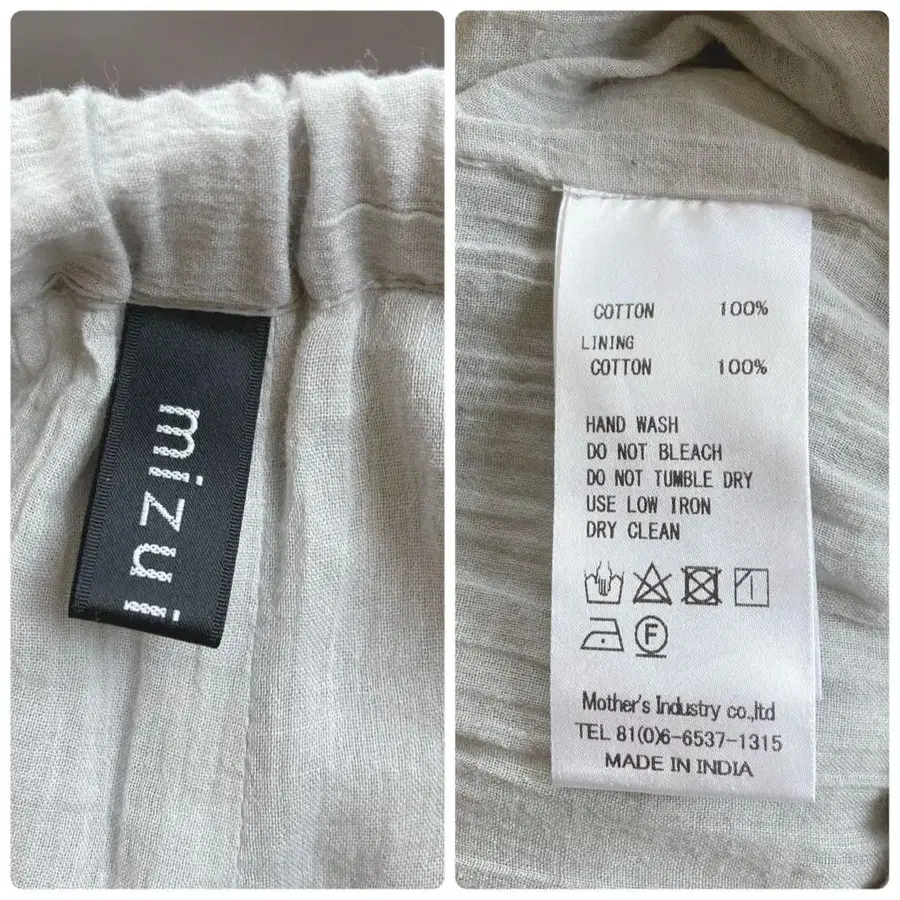 mizuiī
COTTON 100%
LINING
COTTON 100%
HAND WASH
DO NOT BLEACH
DO NOT TUMBLE DRY
USE LOW IRON
DRY CLEAN
F
Mother's Industry co.,ltd
TEL 81(0)6-6537-1315
MADE IN INDIA